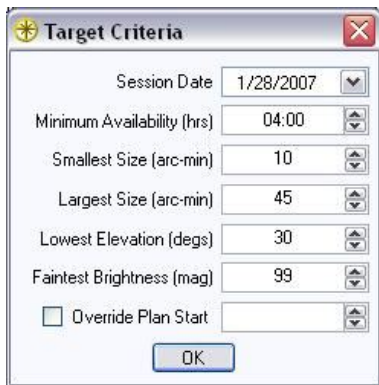 Target Criteria
Session Date 1/28/2007
Minimum Availability (hrs) 04:00
Smallest Size (arc-min) 10
Largest Size (arc-min) 45
Lowest Elevation (degs) 30
Faintest Brightness (mag) 99
Override Plan Start
OK